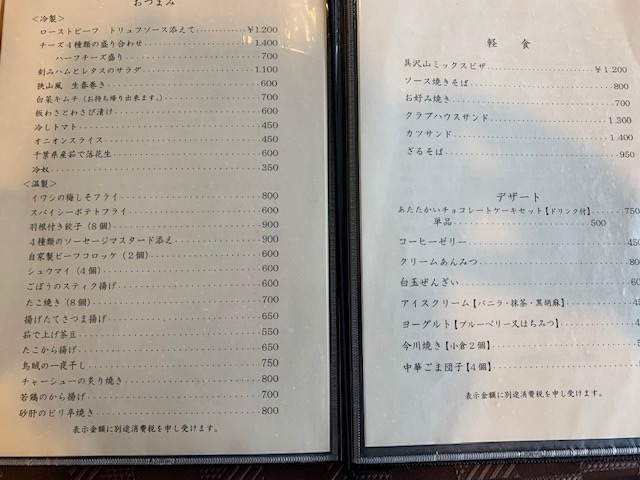 おつまみ
＜冷製＞
ローストビーフ　トリュフソース添えて ￥1.200
チーズ４種類の盛り合わせ 1.400
ハーフチーズ盛り 700
刻みハムとレタスのサラダ 1.100
狭山風　生春巻き 600
白菜キムチ（お持ち帰り出来ます。） 700
板わさとわさび漬け 600
冷しトマト 450
オニオンスライス 450
千葉県産茹で落花生 600
冷奴 350
＜温製＞
イワシの梅しそフライ 800
スパイシーポテトフライ 600
羽根付き餃子（８個） 900
４種類のソーセージマスタード添え 900
自家製ビーフコロッケ（２個） 600
シュウマイ（４個） 600
ごぼうのスティク揚げ 600
たこ焼き（８個） 700
揚げたてさつま揚げ 650
茹で上げ茶豆 550
たこから揚げ 650
烏賊の一夜干し 750
チャーシューの炙り焼き 800
若鶏のから揚げ 700
砂肝のピリ辛焼き 800
表示金額に別途消費税を申し受けます。
軽　食
具沢山ミックスピザ ￥1.200
ソース焼きそば 800
お好み焼き 700
クラブハウスサンド 1.300
カツサンド 1.400
ざるそば 950
デザート
あたたかいチョコレートケーキセット【ドリンク付】 750
単品 500
コーヒーゼリー
クリームあんみつ
白玉ぜんざい
アイスクリーム【バニラ・抹茶・黒胡麻】
ヨーグルト【ブルーベリー又はちみつ】
今川焼き【小倉２個】
中華ごま団子【４個】
表示金額に別途消費税を申し受けます。